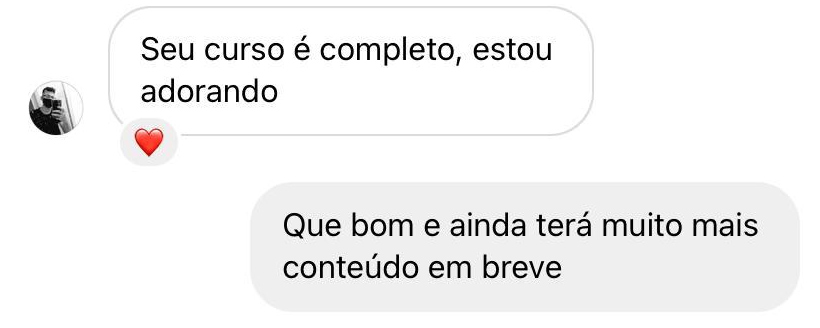 Seu curso é completo, estou
adorando
Que bom e ainda terá muito mais
conteúdo em breve